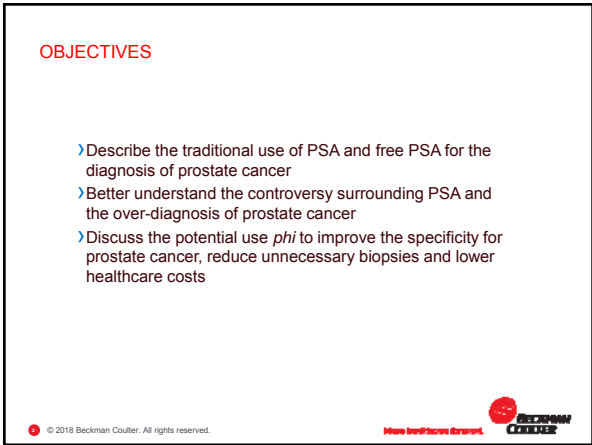 OBJECTIVES
›Describe the traditional use of PSA and free PSA for the
diagnosis of prostate cancer
›Better understand the controversy surrounding PSA and
the over-diagnosis of prostate cancer
›Discuss the potential use phi to improve the specificity for
prostate cancer, reduce unnecessary biopsies and lower
healthcare costs
© 2018 Beckman Coulter. All rights reserved.
BECKMAN
COULTER